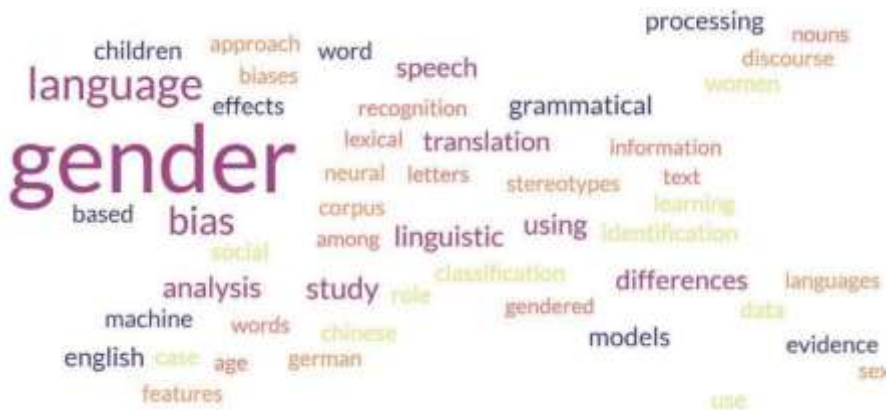 processing
nouns
children approach word
discourse
biases speech
language women
effects recognition grammatical
gender
lexical translation information
neural letters stereotypes text
based bias corpus learning
among linguistic using identification
social
classification differences languages
analysis study role
gendered data
machine words chinese models
evidence
english case age german
sex
features use